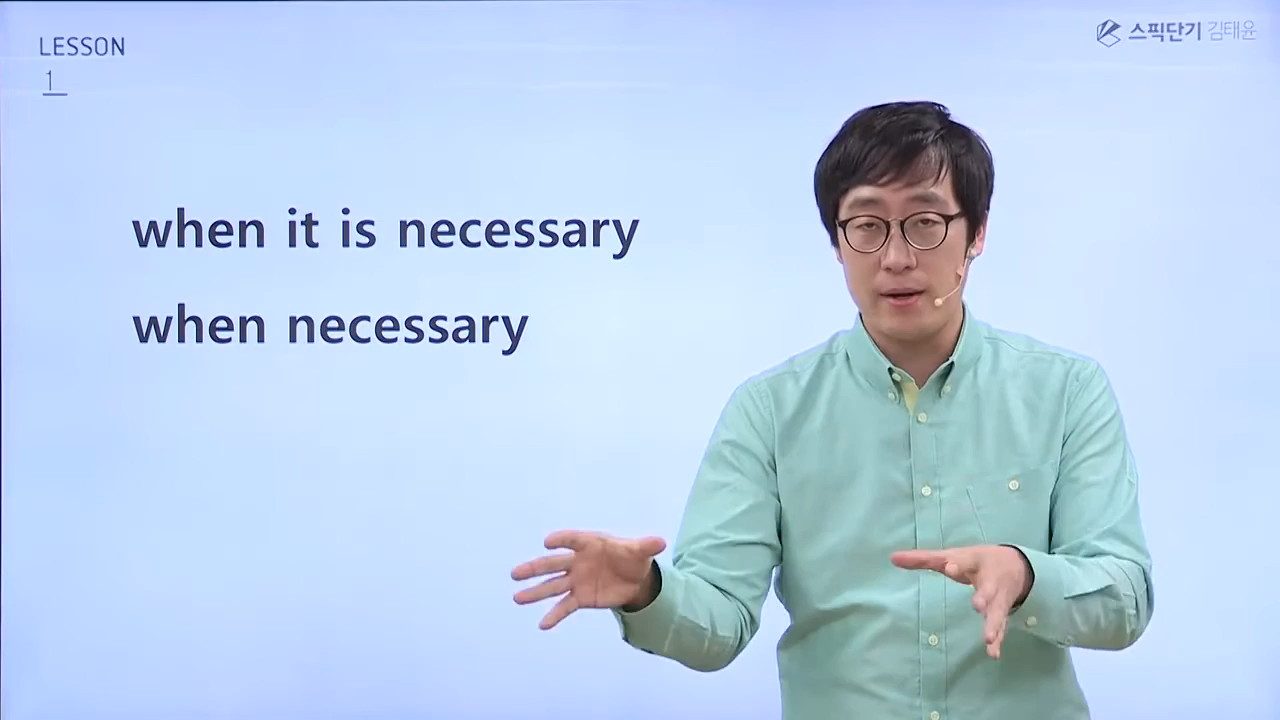 LESSON
1
스픽단기 김태윤
when it is necessary
when necessary